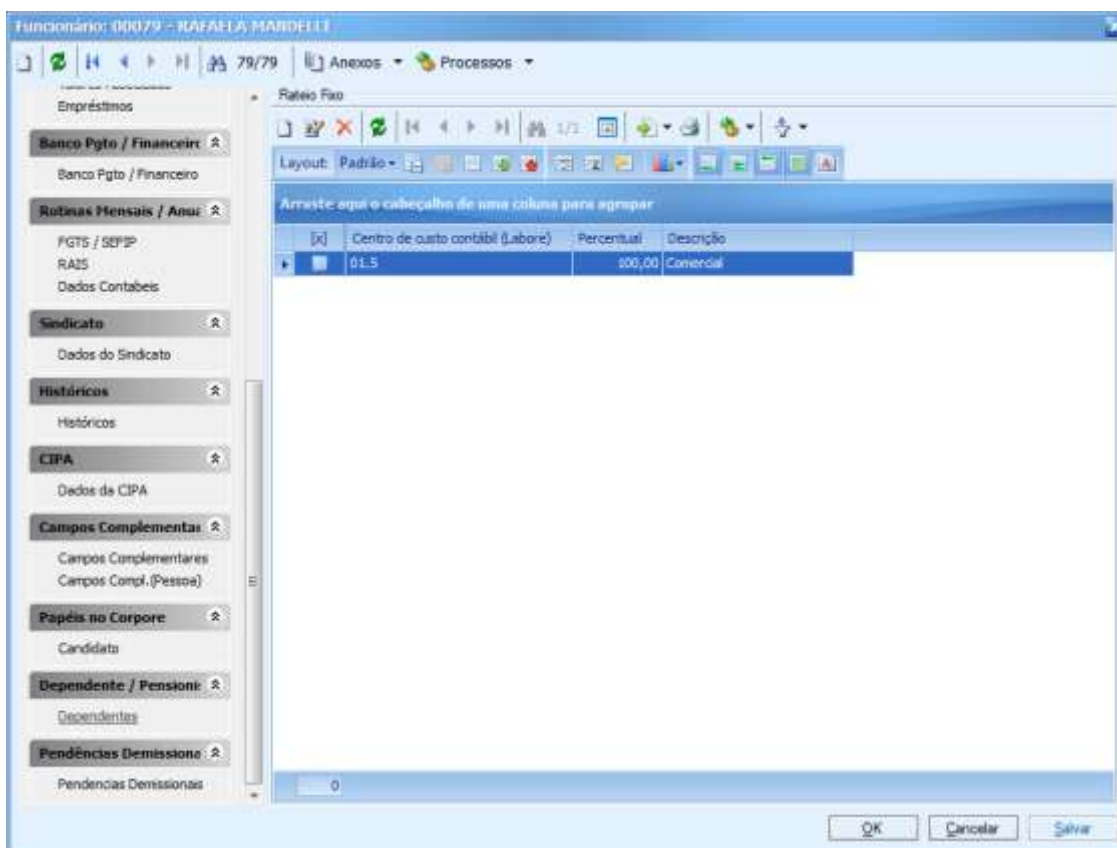 Funcionário: 00079 - RAFAELA MANDELLI
79/79 Anexos Processos
Empréstimos
Banco Pgto / Financeirc
Banco Pgto / Financeiro
Rotinas Mensais / Anua
FGTS / SEFIP
RAIS
Dados Contabeis
Sindicato
Dados do Sindicato
Históricos
Históricos
CIPA
Dados da CIPA
Campos Complementar
Campos Complementares
Campos Compl.(Pessoa)
Papéis no Corpore
Candidato
Dependente / Pensioni
Dependentes
Pendências Demissiona
Pendencias Demissionais
Rateio Fixo
1/1
Layout: Padrão
Arraste aqui o cabeçalho de uma coluna para agrupar
[x] Centro de custo contábil (Labore) Percentual Descrição
01.5 100,00 Comercial
0
OK Cancelar Salvar